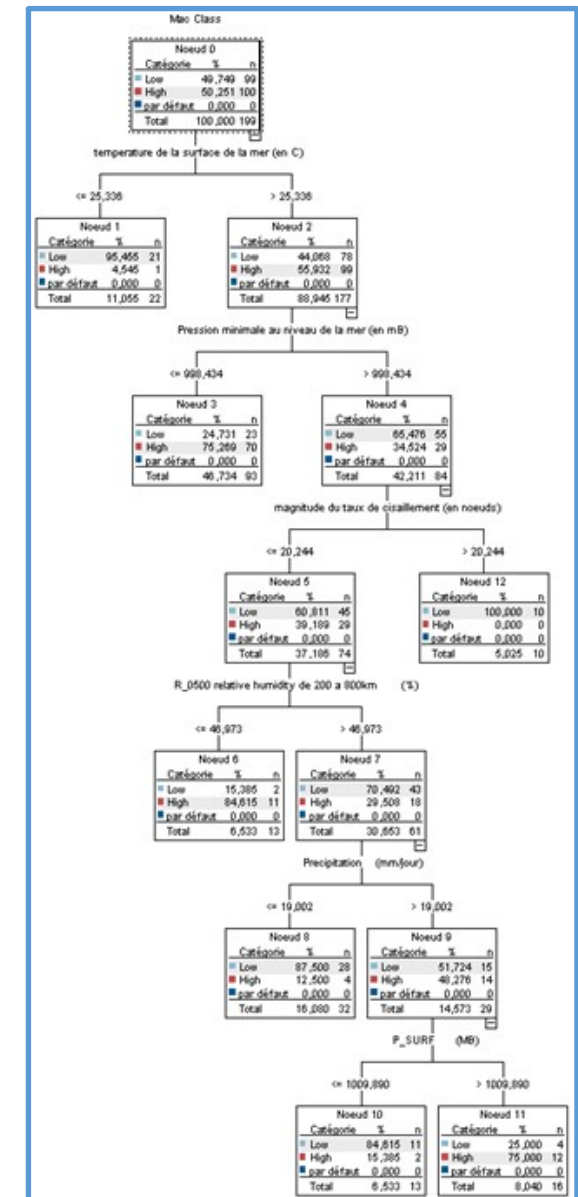 Mac Class
Noeud 0
Catégorie % n
Low 49,749 99
High 50,251 100
par défaut 0,000 0
Total 100,000 199
temperature de la surface de la mer (en C)
<= 25,336 > 25,336
Noeud 1
Catégorie % n
Low 95,455 21
High 4,545 1
par défaut 0,000 0
Total 11,055 22
Noeud 2
Catégorie % n
Low 44,068 78
High 55,932 99
par défaut 0,000 0
Total 88,945 177
Pression minimale au niveau de la mer (en mB)
<= 998,434 > 998,434
Noeud 3
Catégorie % n
Low 24,731 23
High 75,269 70
par défaut 0,000 0
Total 46,734 93
Noeud 4
Catégorie % n
Low 65,476 55
High 34,524 29
par défaut 0,000 0
Total 42,211 84
magnitude du taux de cisaillement (en noeuds)
<= 20,244 > 20,244
Noeud 5
Catégorie % n
Low 60,811 45
High 39,189 29
par défaut 0,000 0
Total 37,186 74
Noeud 12
Catégorie % n
Low 100,000 10
High 0,000 0
par défaut 0,000 0
Total 5,025 10
R_0500 relative humidity de 200 a 800km (%)
<= 46,973 > 46,973
Noeud 6
Catégorie % n
Low 15,385 2
High 84,615 11
par défaut 0,000 0
Total 6,533 13
Noeud 7
Catégorie % n
Low 70,492 43
High 29,508 18
par défaut 0,000 0
Total 30,653 61
Precipitation (mm/jour)
<= 19,002 > 19,002
Noeud 8
Catégorie % n
Low 87,500 28
High 12,500 4
par défaut 0,000 0
Total 16,080 32
Noeud 9
Catégorie % n
Low 51,724 15
High 48,276 14
par défaut 0,000 0
Total 14,573 29
P_SURF (MB)
<= 1009,890 > 1009,890
Noeud 10
Catégorie % n
Low 84,615 11
High 15,385 2
par défaut 0,000 0
Total 6,533 13
Noeud 11
Catégorie % n
Low 25,000 4
High 75,000 12
par défaut 0,000 0
Total 8,040 16